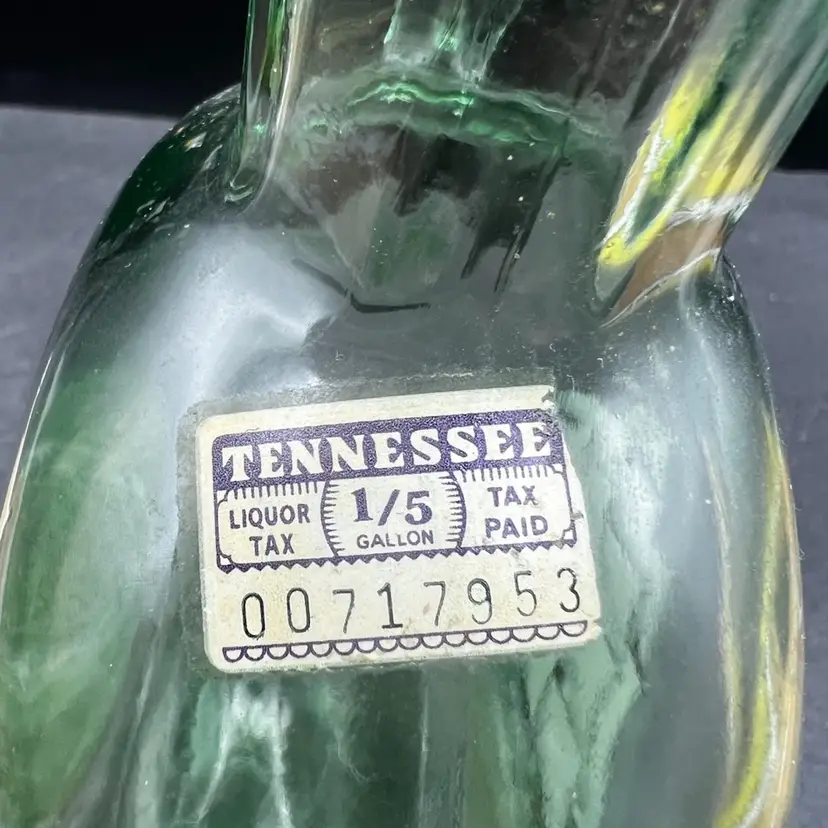 TENNESSEE
LIQUOR TAX
1/5 GALLON
TAX PAID
00717953